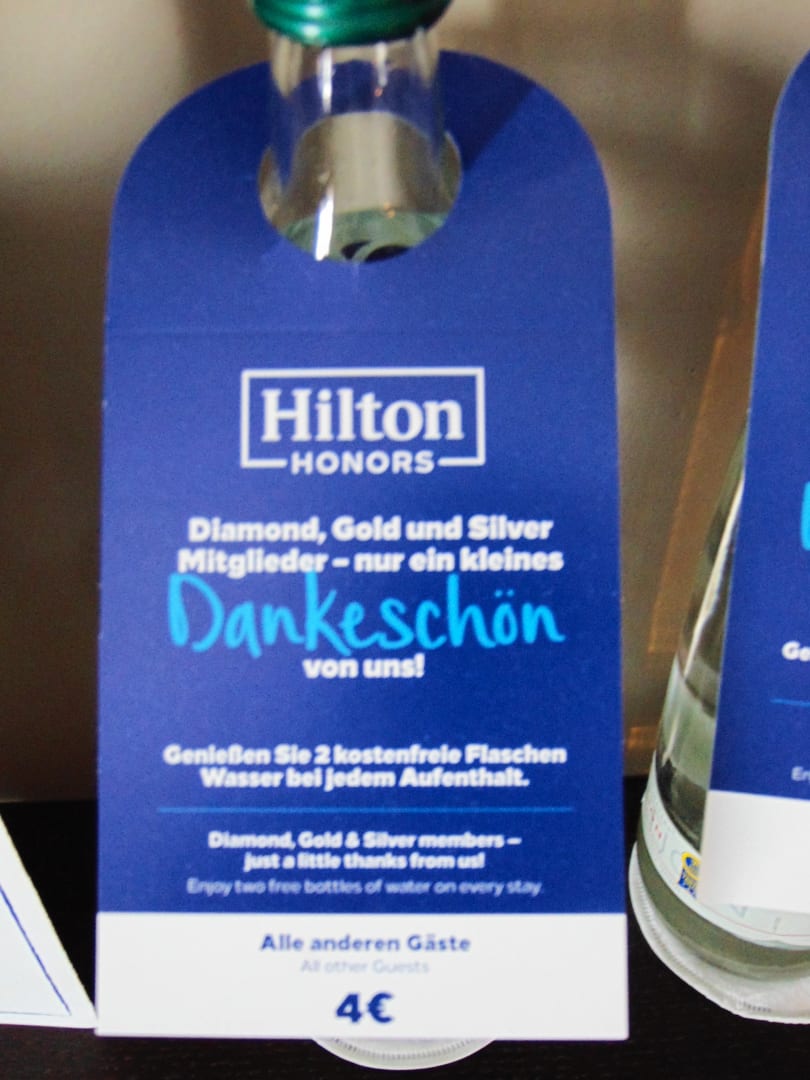 Hilton
HONORS
Diamond, Gold und Silver
Mitglieder – nur ein kleines
Dankeschön
von uns!
Genießen Sie 2 kostenfreie Flaschen
Wasser bei jedem Aufenthalt.
Diamond, Gold & Silver members –
just a little thanks from us!
Enjoy two free bottles of water on every stay.
Alle anderen Gäste
All other Guests
4€
Ge
En